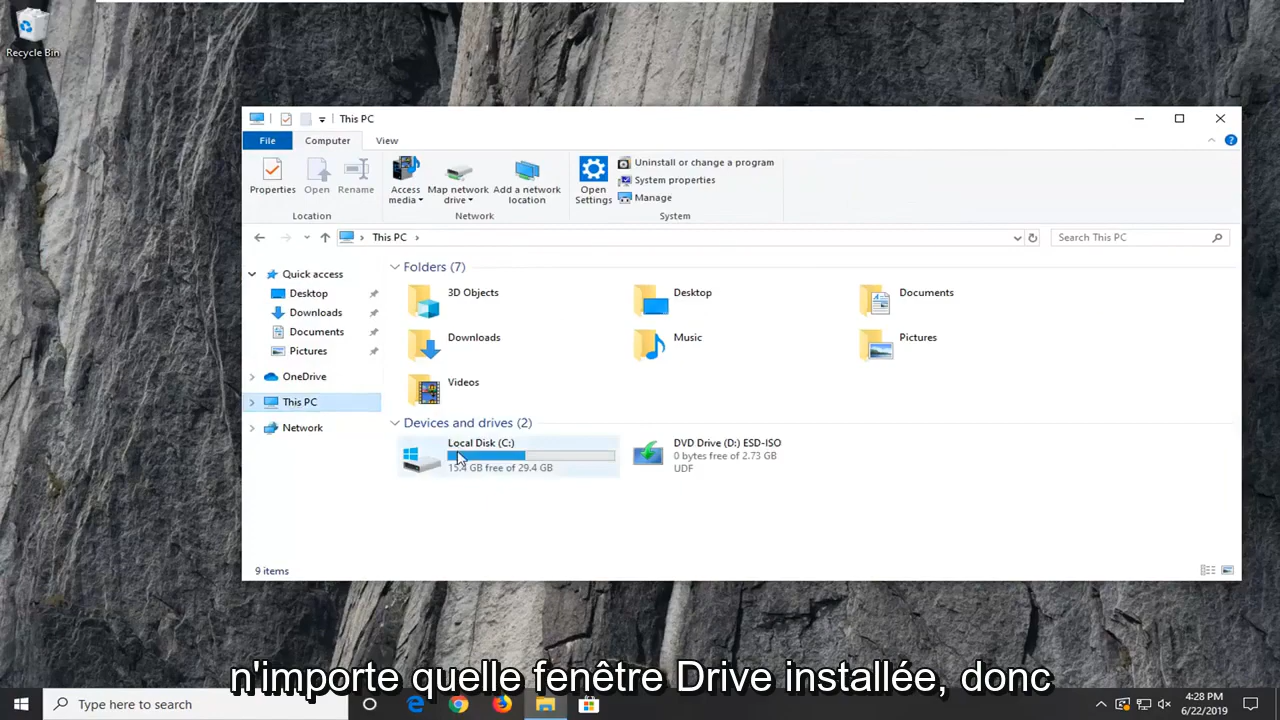 Recycle Bin
This PC
File
Computer
View
Properties
Open
Rename
Access media
Map network drive
Add a network location
Open Settings
Uninstall or change a program
System properties
Manage
Location
Network
System
This PC
Search This PC
Quick access
Desktop
Downloads
Documents
Pictures
OneDrive
This PC
Network
Folders (7)
3D Objects
Desktop
Documents
Downloads
Music
Pictures
Videos
Devices and drives (2)
Local Disk (C:)
15.4 GB free of 29.4 GB
DVD Drive (D:) ESD-ISO
0 bytes free of 2.73 GB
UDF
9 items
n'importe quelle fenêtre Drive installée, donc
Type here to search
4:28 PM
6/22/2019